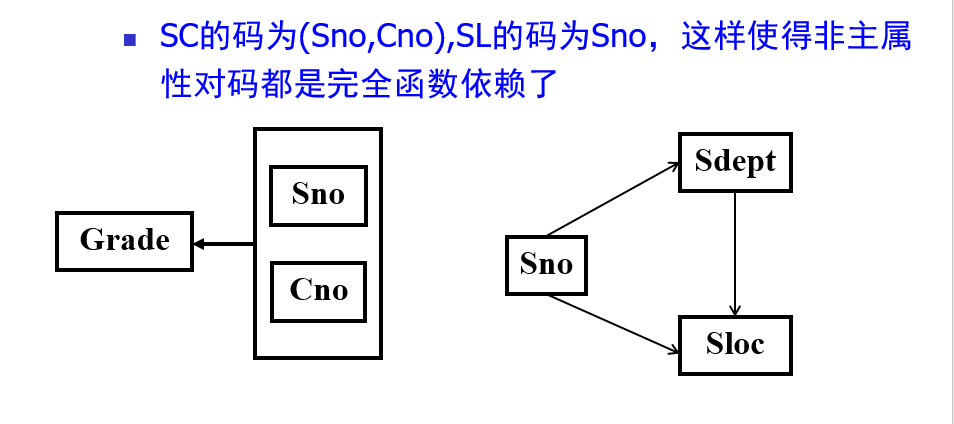 SC的码为(Sno,Cno),SL的码为Sno，这样使得非主属
性对码都是完全函数依赖了
Sdept
Sno
Grade
Sno
Cno
Sloc